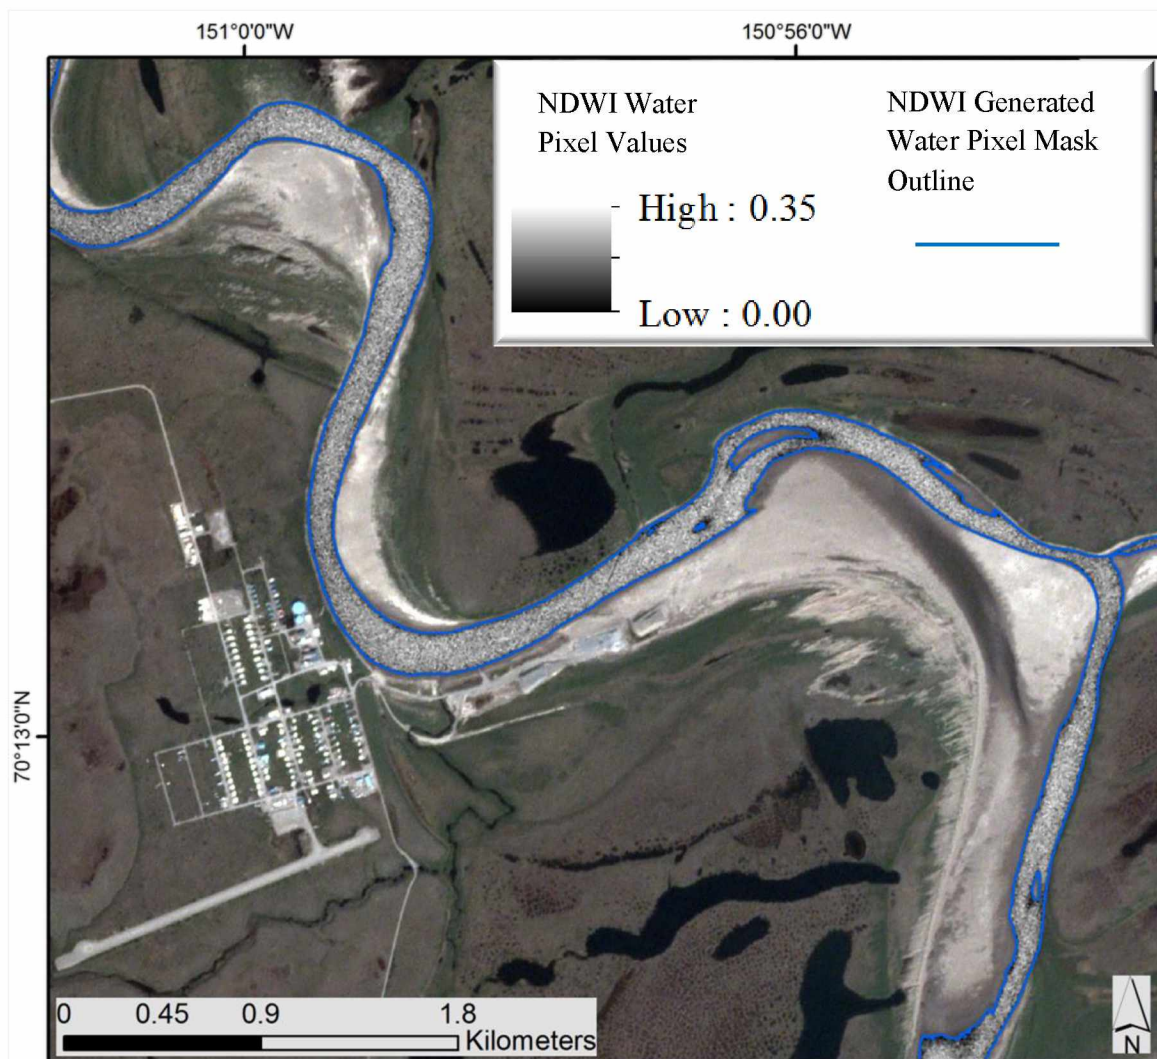 151°0'0"W
150°56'0"W
NDWI Water
Pixel Values
High : 0.35
Low : 0.00
NDWI Generated
Water Pixel Mask
Outline
70°13'0"N
0 0.45 0.9 1.8
Kilometers
N